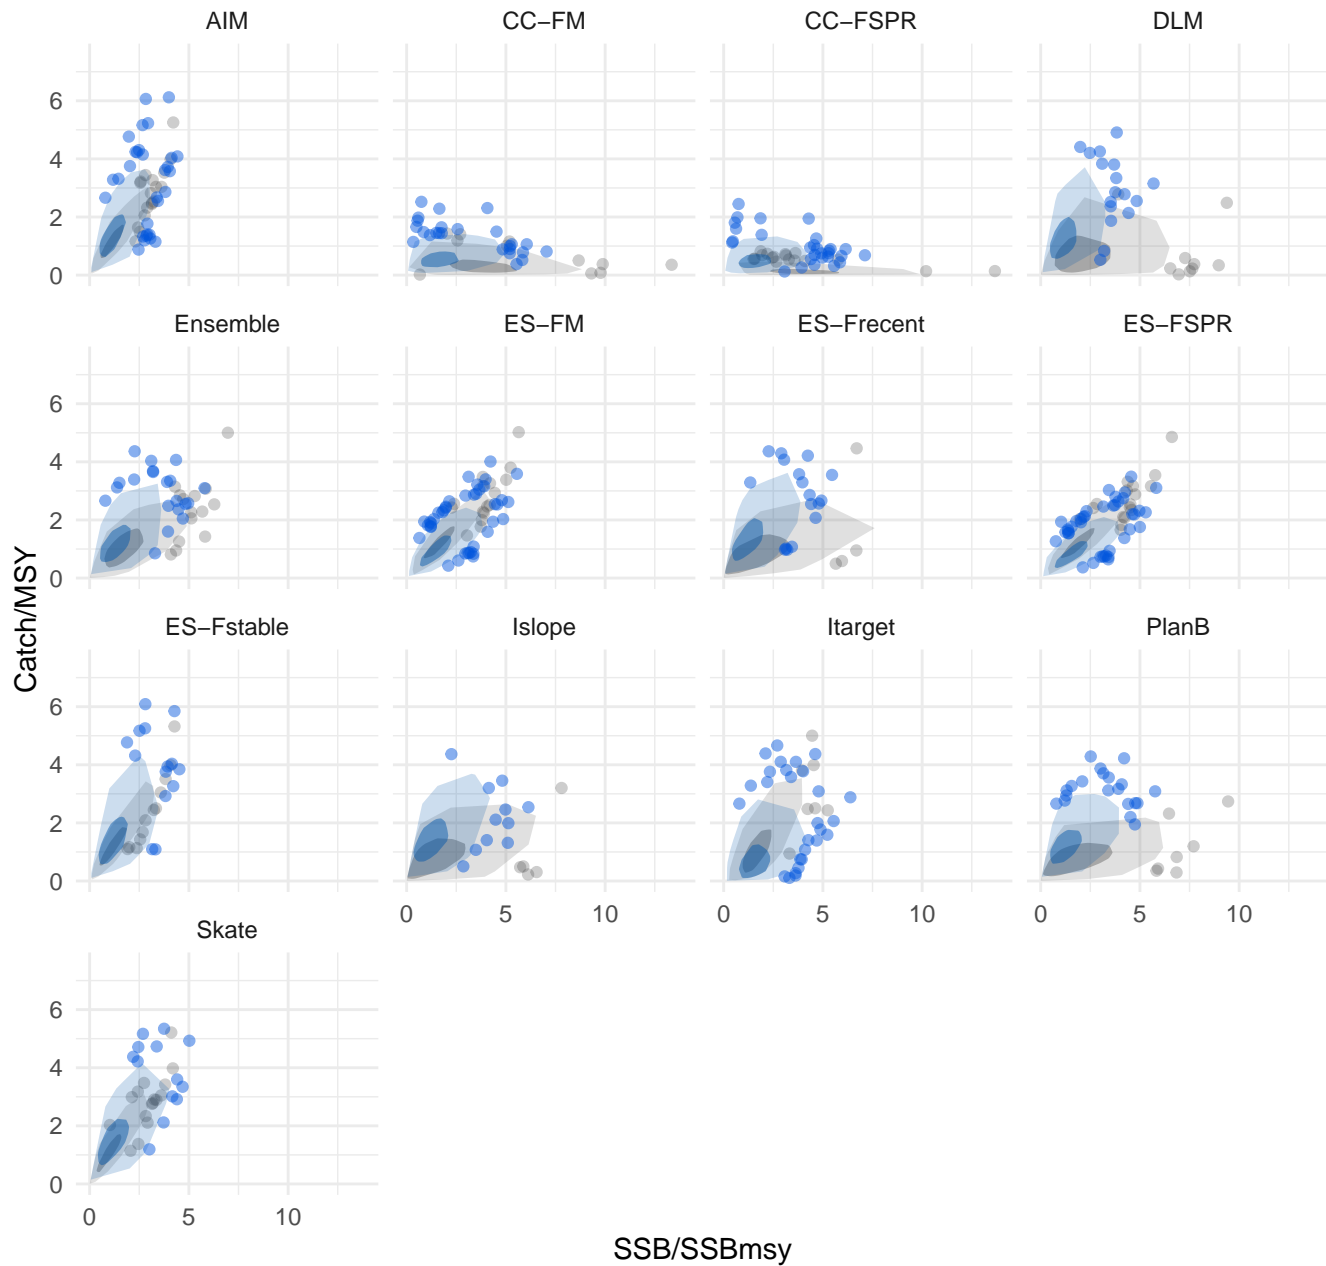 AIM CC−FM CC−FSPR DLM
6
4
2
0
Ensemble ES−FM ES−Frecent ES−FSPR
6
4
2
0
Catch/MSY
ES−Fstable Islope Itarget PlanB
6
4
2
0
0 5 10 0 5 10 0 5 10
Skate
6
4
2
0
0 5 10
SSB/SSBmsy